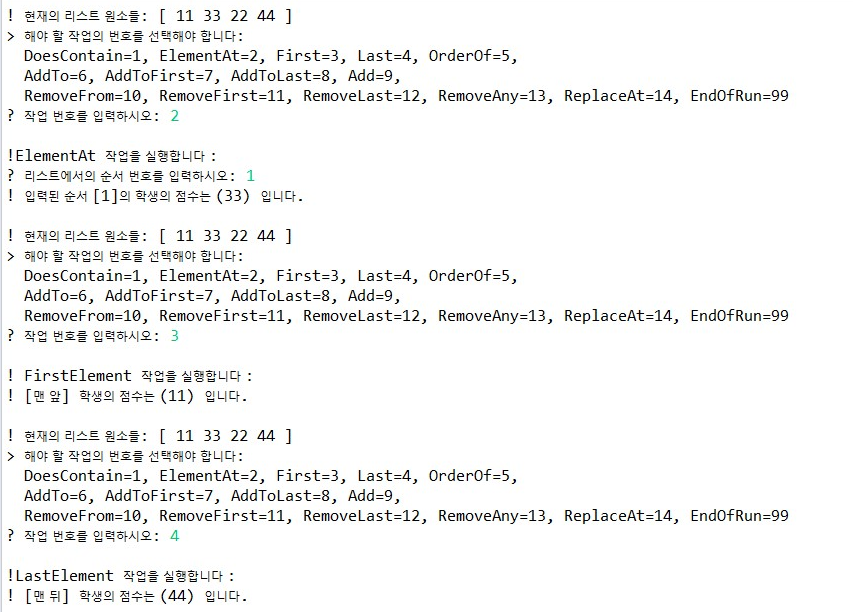 ! 현재의 리스트 원소들: [ 11 33 22 44 ]
> 해야 할 작업의 번호를 선택해야 합니다:
DoesContain=1, ElementAt=2, First=3, Last=4, OrderOf=5,
AddTo=6, AddToFirst=7, AddToLast=8, Add=9,
RemoveFrom=10, RemoveFirst=11, RemoveLast=12, RemoveAny=13, ReplaceAt=14, EndOfRun=99
? 작업 번호를 입력하시오: 2
!ElementAt 작업을 실행합니다 :
? 리스트에서의 순서 번호를 입력하시오: 1
! 입력된 순서 [1]의 학생의 점수는 (33) 입니다.
! 현재의 리스트 원소들: [ 11 33 22 44 ]
> 해야 할 작업의 번호를 선택해야 합니다:
DoesContain=1, ElementAt=2, First=3, Last=4, OrderOf=5,
AddTo=6, AddToFirst=7, AddToLast=8, Add=9,
RemoveFrom=10, RemoveFirst=11, RemoveLast=12, RemoveAny=13, ReplaceAt=14, EndOfRun=99
? 작업 번호를 입력하시오: 3
! FirstElement 작업을 실행합니다 :
! [맨 앞] 학생의 점수는 (11) 입니다.
! 현재의 리스트 원소들: [ 11 33 22 44 ]
> 해야 할 작업의 번호를 선택해야 합니다:
DoesContain=1, ElementAt=2, First=3, Last=4, OrderOf=5,
AddTo=6, AddToFirst=7, AddToLast=8, Add=9,
RemoveFrom=10, RemoveFirst=11, RemoveLast=12, RemoveAny=13, ReplaceAt=14, EndOfRun=99
? 작업 번호를 입력하시오: 4
!LastElement 작업을 실행합니다 :
! [맨 뒤] 학생의 점수는 (44) 입니다.